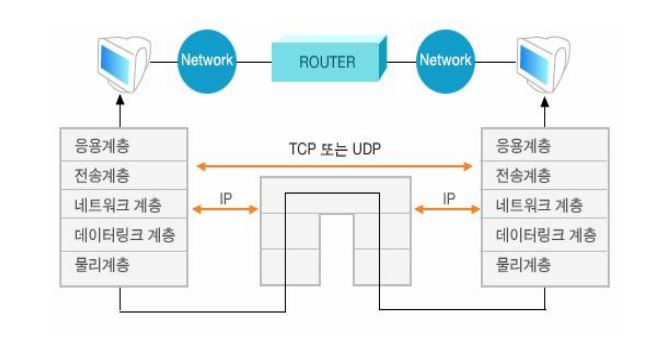 Network
ROUTER
Network
응용계층
전송계층
네트워크 계층
데이터링크 계층
물리계층
TCP 또는 UDP
IP
IP
응용계층
전송계층
네트워크 계층
데이터링크 계층
물리계층